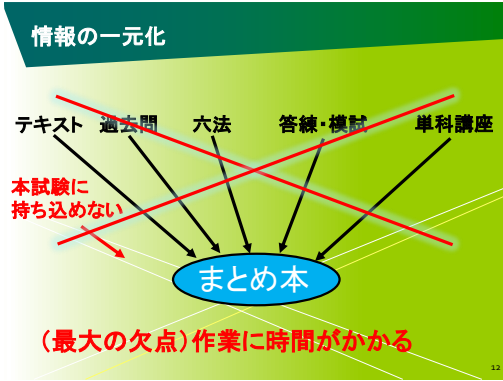 情報の一元化
テキスト 過去問 六法 答練・模試 単科講座
本試験に
持ち込めない
まとめ本
(最大の欠点)作業に時間がかかる
12